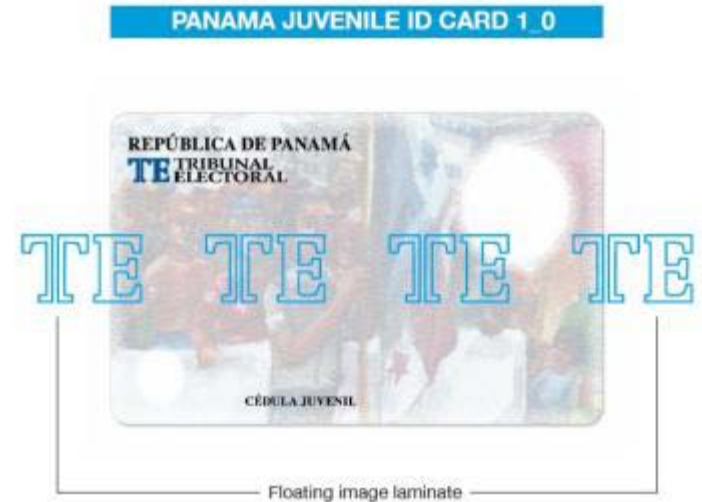 PANAMA JUVENILE ID CARD 1_0
REPÚBLICA DE PANAMÁ
TE TRIBUNAL
ELECTORAL
TE TE TE TE
CÉDULA JUVENIL
Floating image laminate